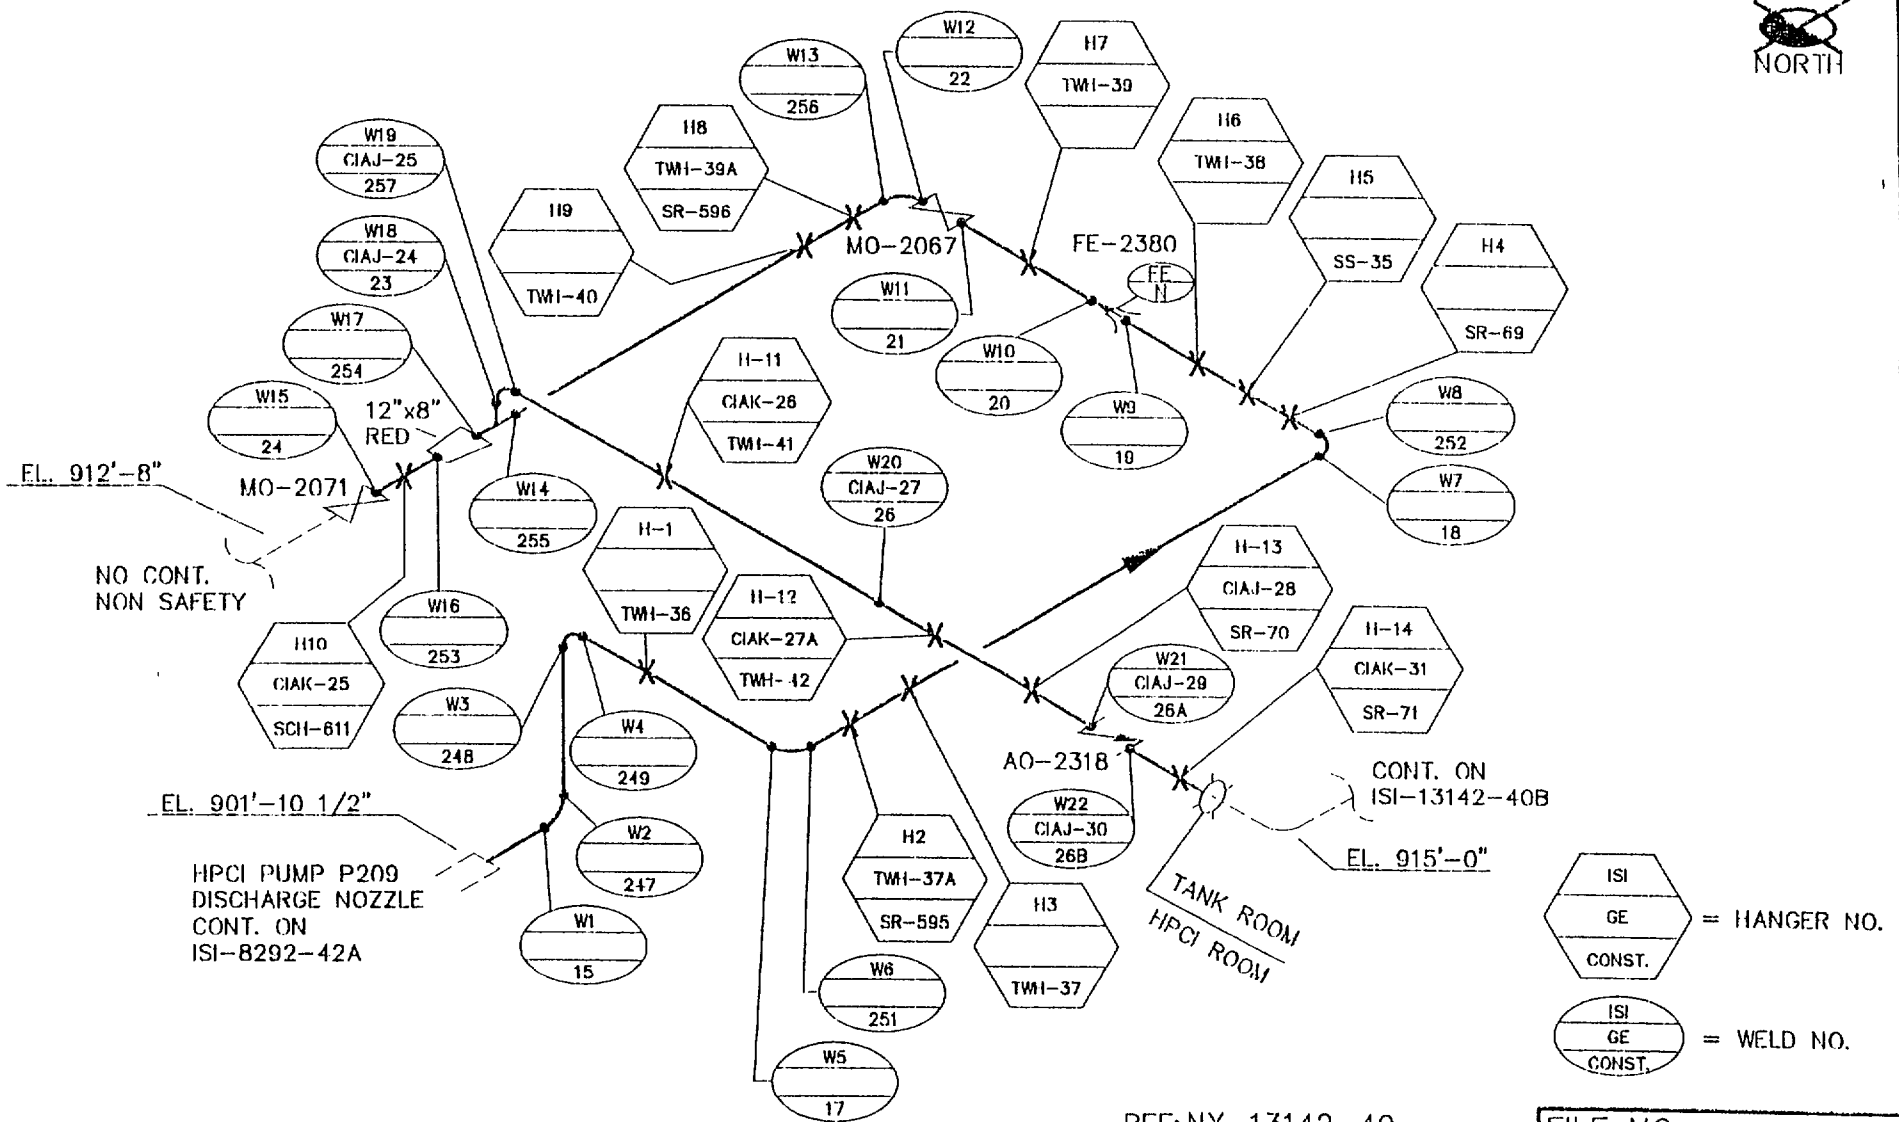 NORTH
W12
22
W13
256
H7
TWH-39
H6
TWH-38
H8
TWH-39A
SR-596
W19
CIAJ-25
257
H5
SS-35
H9
TWH-40
W18
CIAJ-24
23
H4
SR-69
MO-2067
FE-2380
FE
N
W11
21
W17
254
W10
20
W9
19
W8
252
H-11
CIAK-26
TWH-41
W15
24
12"x8"
RED
W20
CIAJ-27
26
W7
18
EL. 912'-8"
MO-2071
W14
255
H-1
TWH-36
H-13
CIAJ-28
SR-70
NO CONT.
NON SAFETY
W16
253
H-12
CIAK-27A
TWH-42
H-14
CIAK-31
SR-71
H10
CIAK-25
SCH-611
W21
CIAJ-29
26A
W3
248
W4
249
AO-2318
CONT. ON
ISI-13142-40B
EL. 901'-10 1/2"
W22
CIAJ-30
26B
EL. 915'-0"
W2
247
H2
TWH-37A
SR-595
HPCI PUMP P209
DISCHARGE NOZZLE
CONT. ON
ISI-8292-42A
H3
TWH-37
TANK ROOM
HPCI ROOM
ISI
GE
CONST.
= HANGER NO.
W1
15
W6
251
ISI
GE
CONST.
= WELD NO.
W5
17
REF: NX-13142-40
FILE NO.